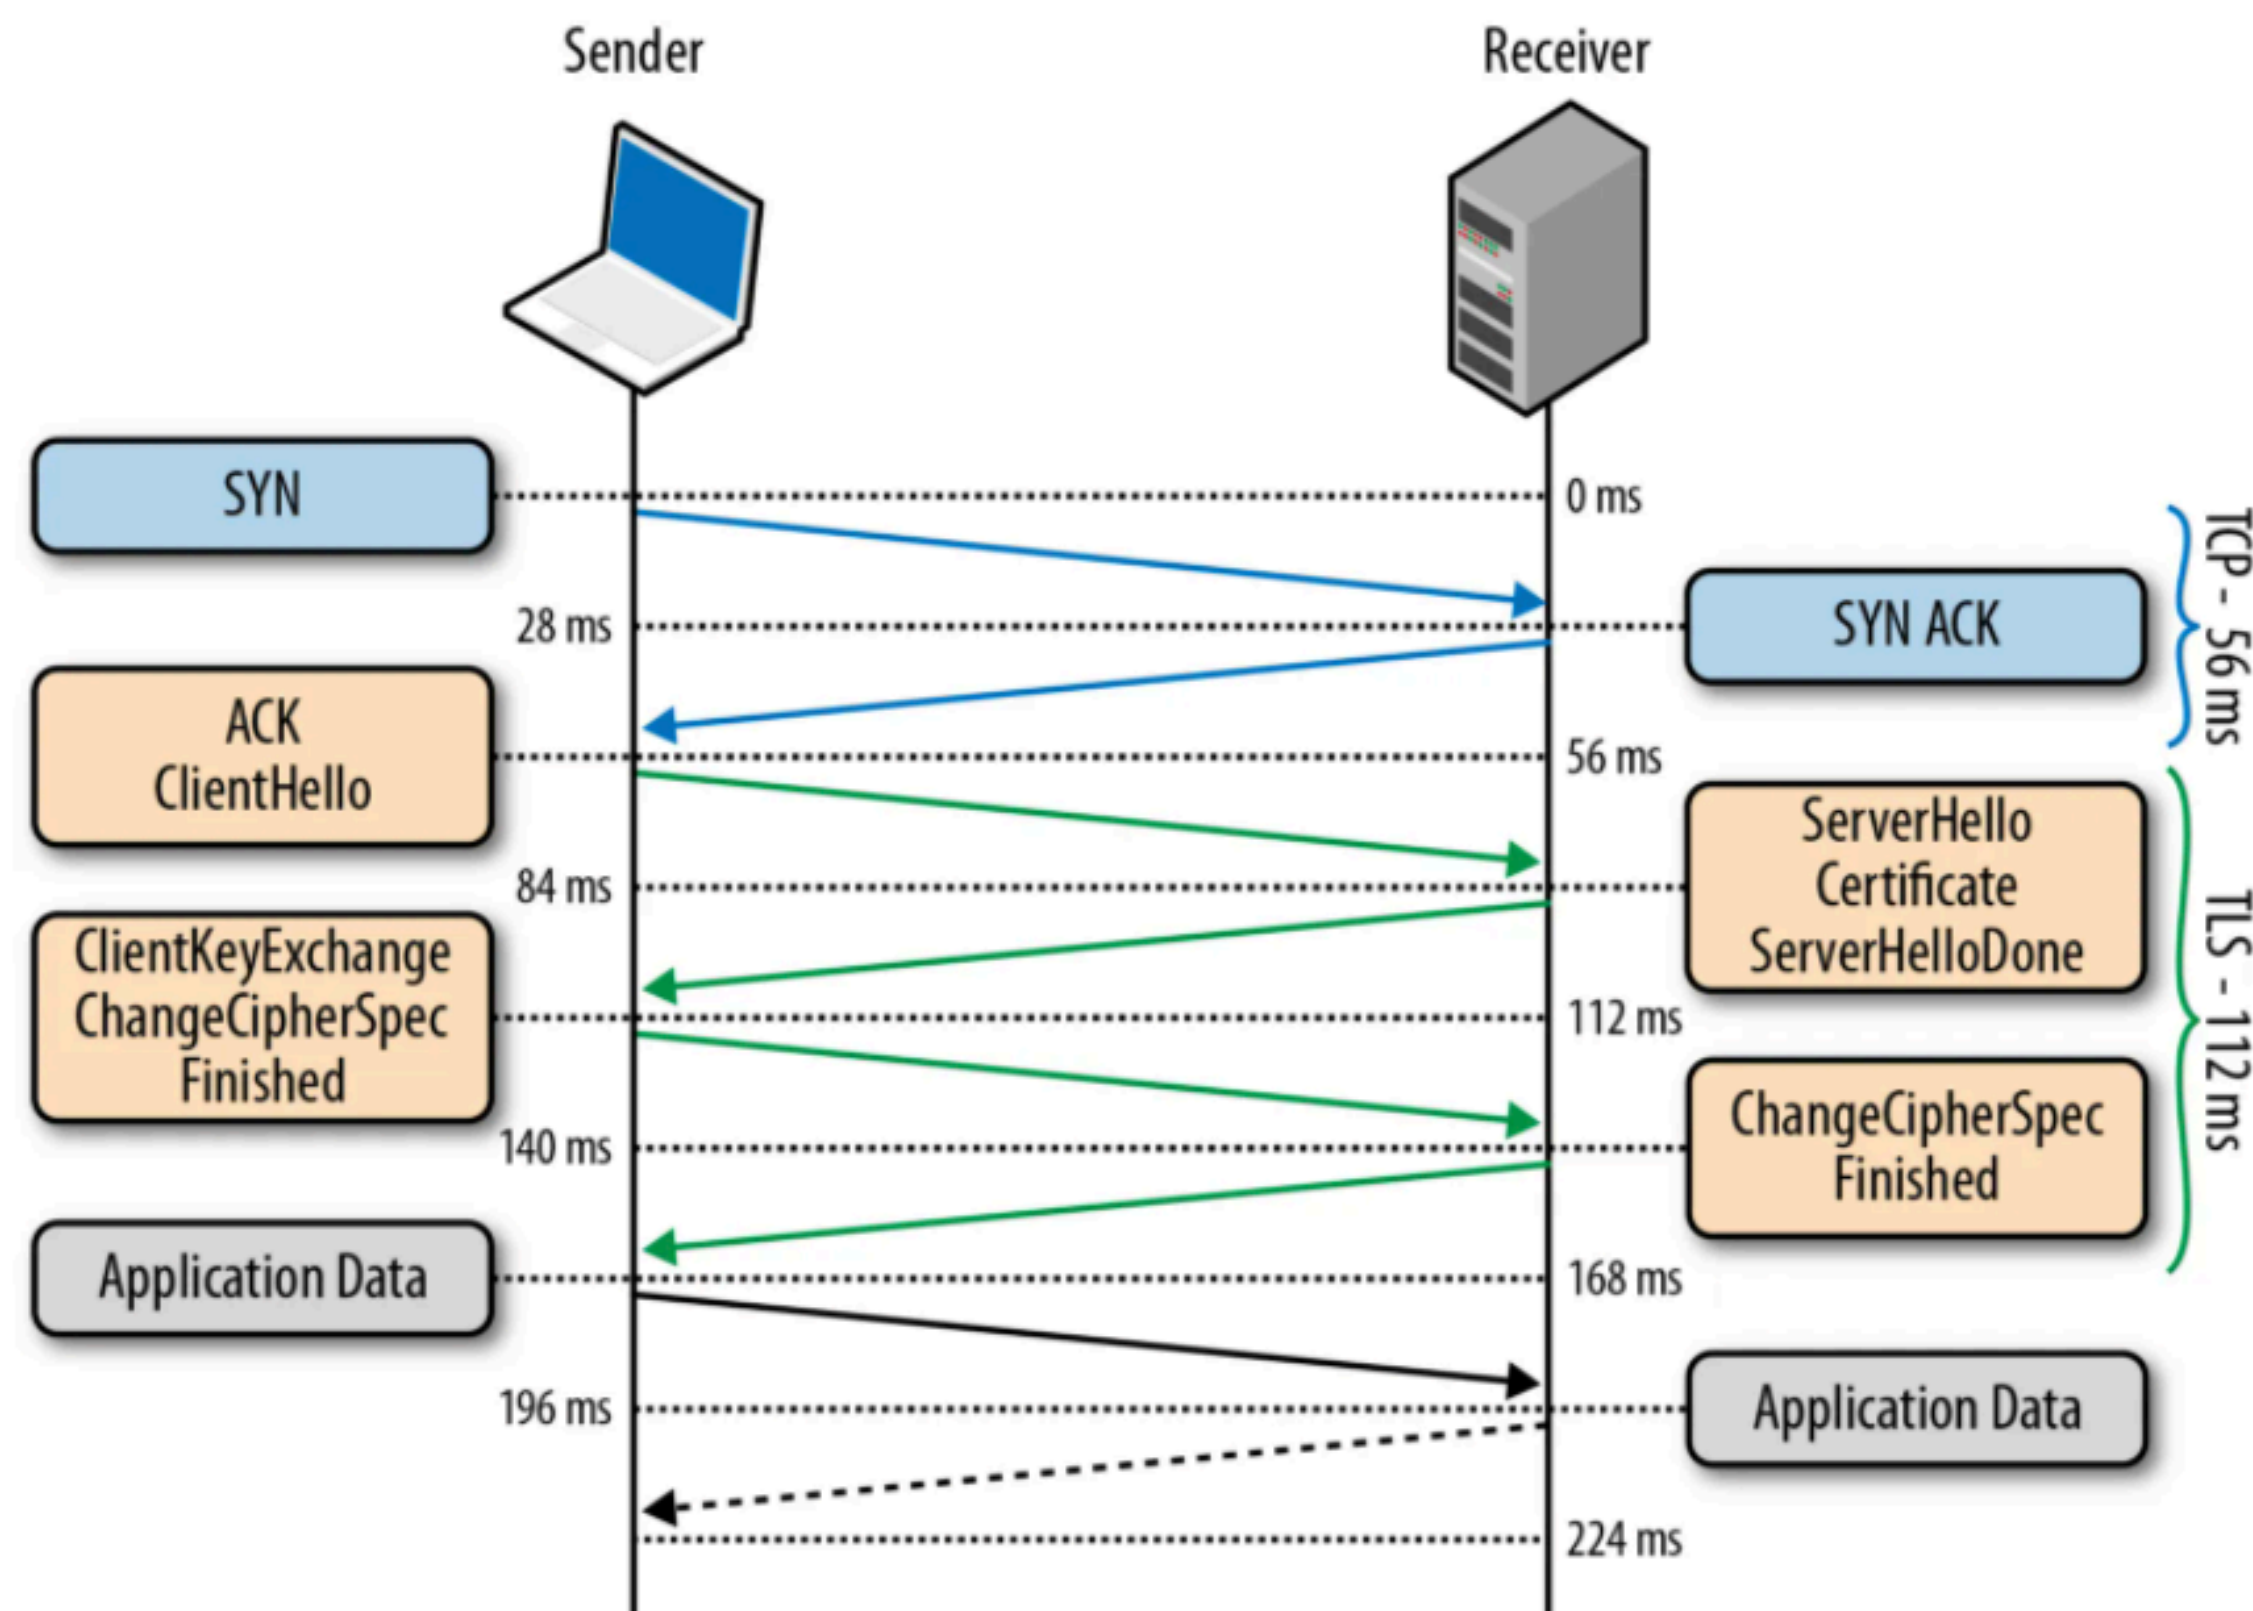 Sender
Receiver
SYN
0 ms
28 ms
SYN ACK
TCP - 56 ms
ACK
ClientHello
56 ms
84 ms
ServerHello
Certificate
ServerHelloDone
ClientKeyExchange
ChangeCipherSpec
Finished
112 ms
TLS - 112 ms
140 ms
ChangeCipherSpec
Finished
Application Data
168 ms
196 ms
Application Data
224 ms